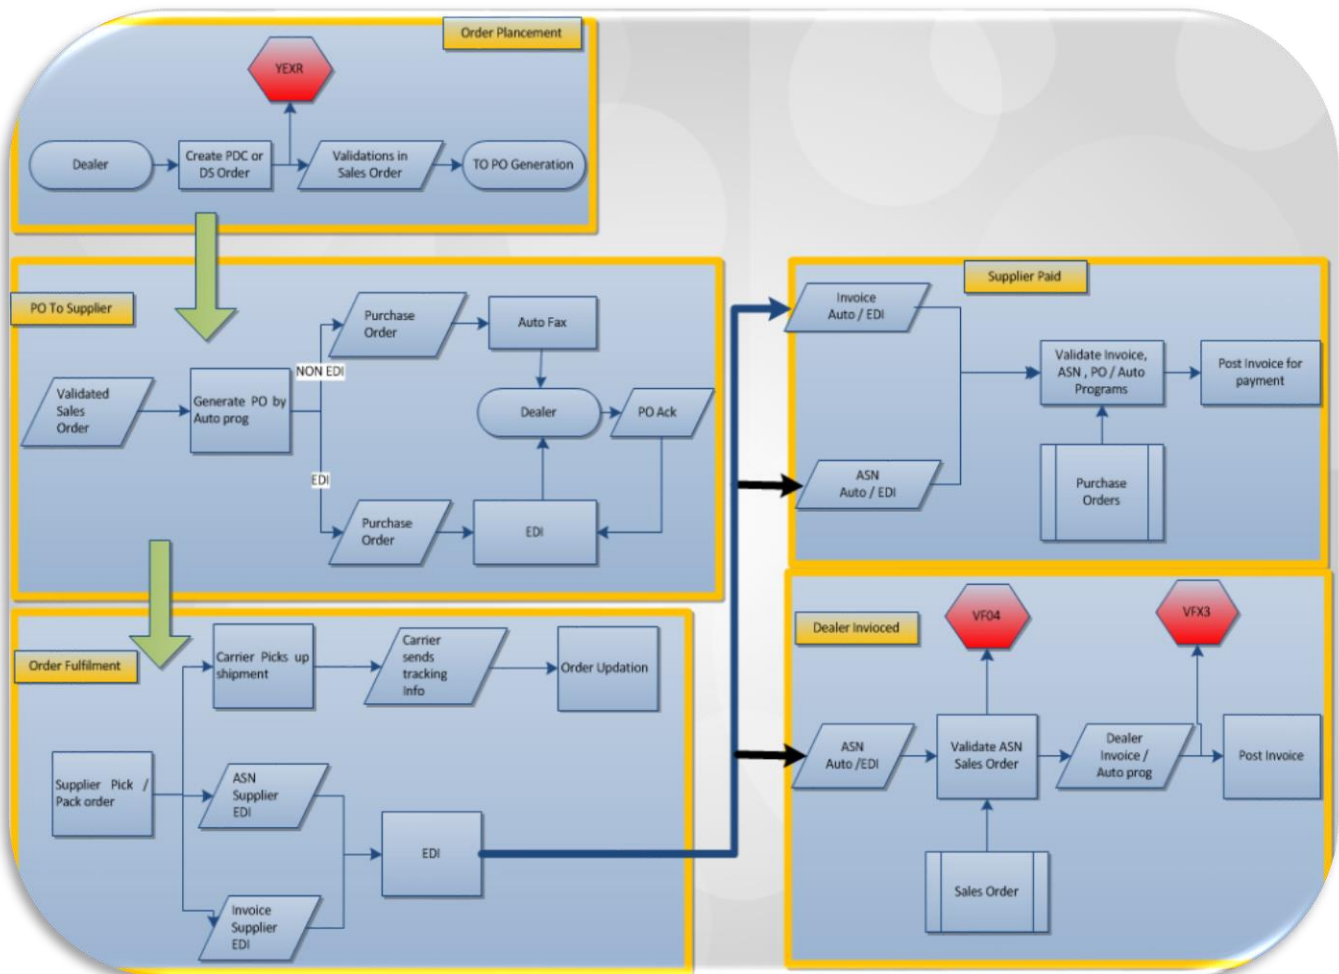 Order Plancement
YEXR
Dealer
Create PDC or
DS Order
Validations in
Sales Order
TO PO Generation
PO To Supplier
Validated
Sales
Order
Generate PO by
Auto prog
NON EDI
EDI
Purchase
Order
Auto Fax
Dealer
PO Ack
Purchase
Order
EDI
Order Fulfilment
Supplier Pick /
Pack order
Carrier Picks up
shipment
Carrier
sends
tracking
Info
Order Updation
ASN
Supplier
EDI
Invoice
Supplier
EDI
EDI
Supplier Paid
Invoice
Auto / EDI
ASN
Auto / EDI
Validate Invoice,
ASN , PO / Auto
Programs
Post Invoice for
payment
Purchase
Orders
Dealer Invioced
VF04
VFX3
ASN
Auto /EDI
Validate ASN
Sales Order
Dealer
Invoice /
Auto prog
Post Invoice
Sales Order